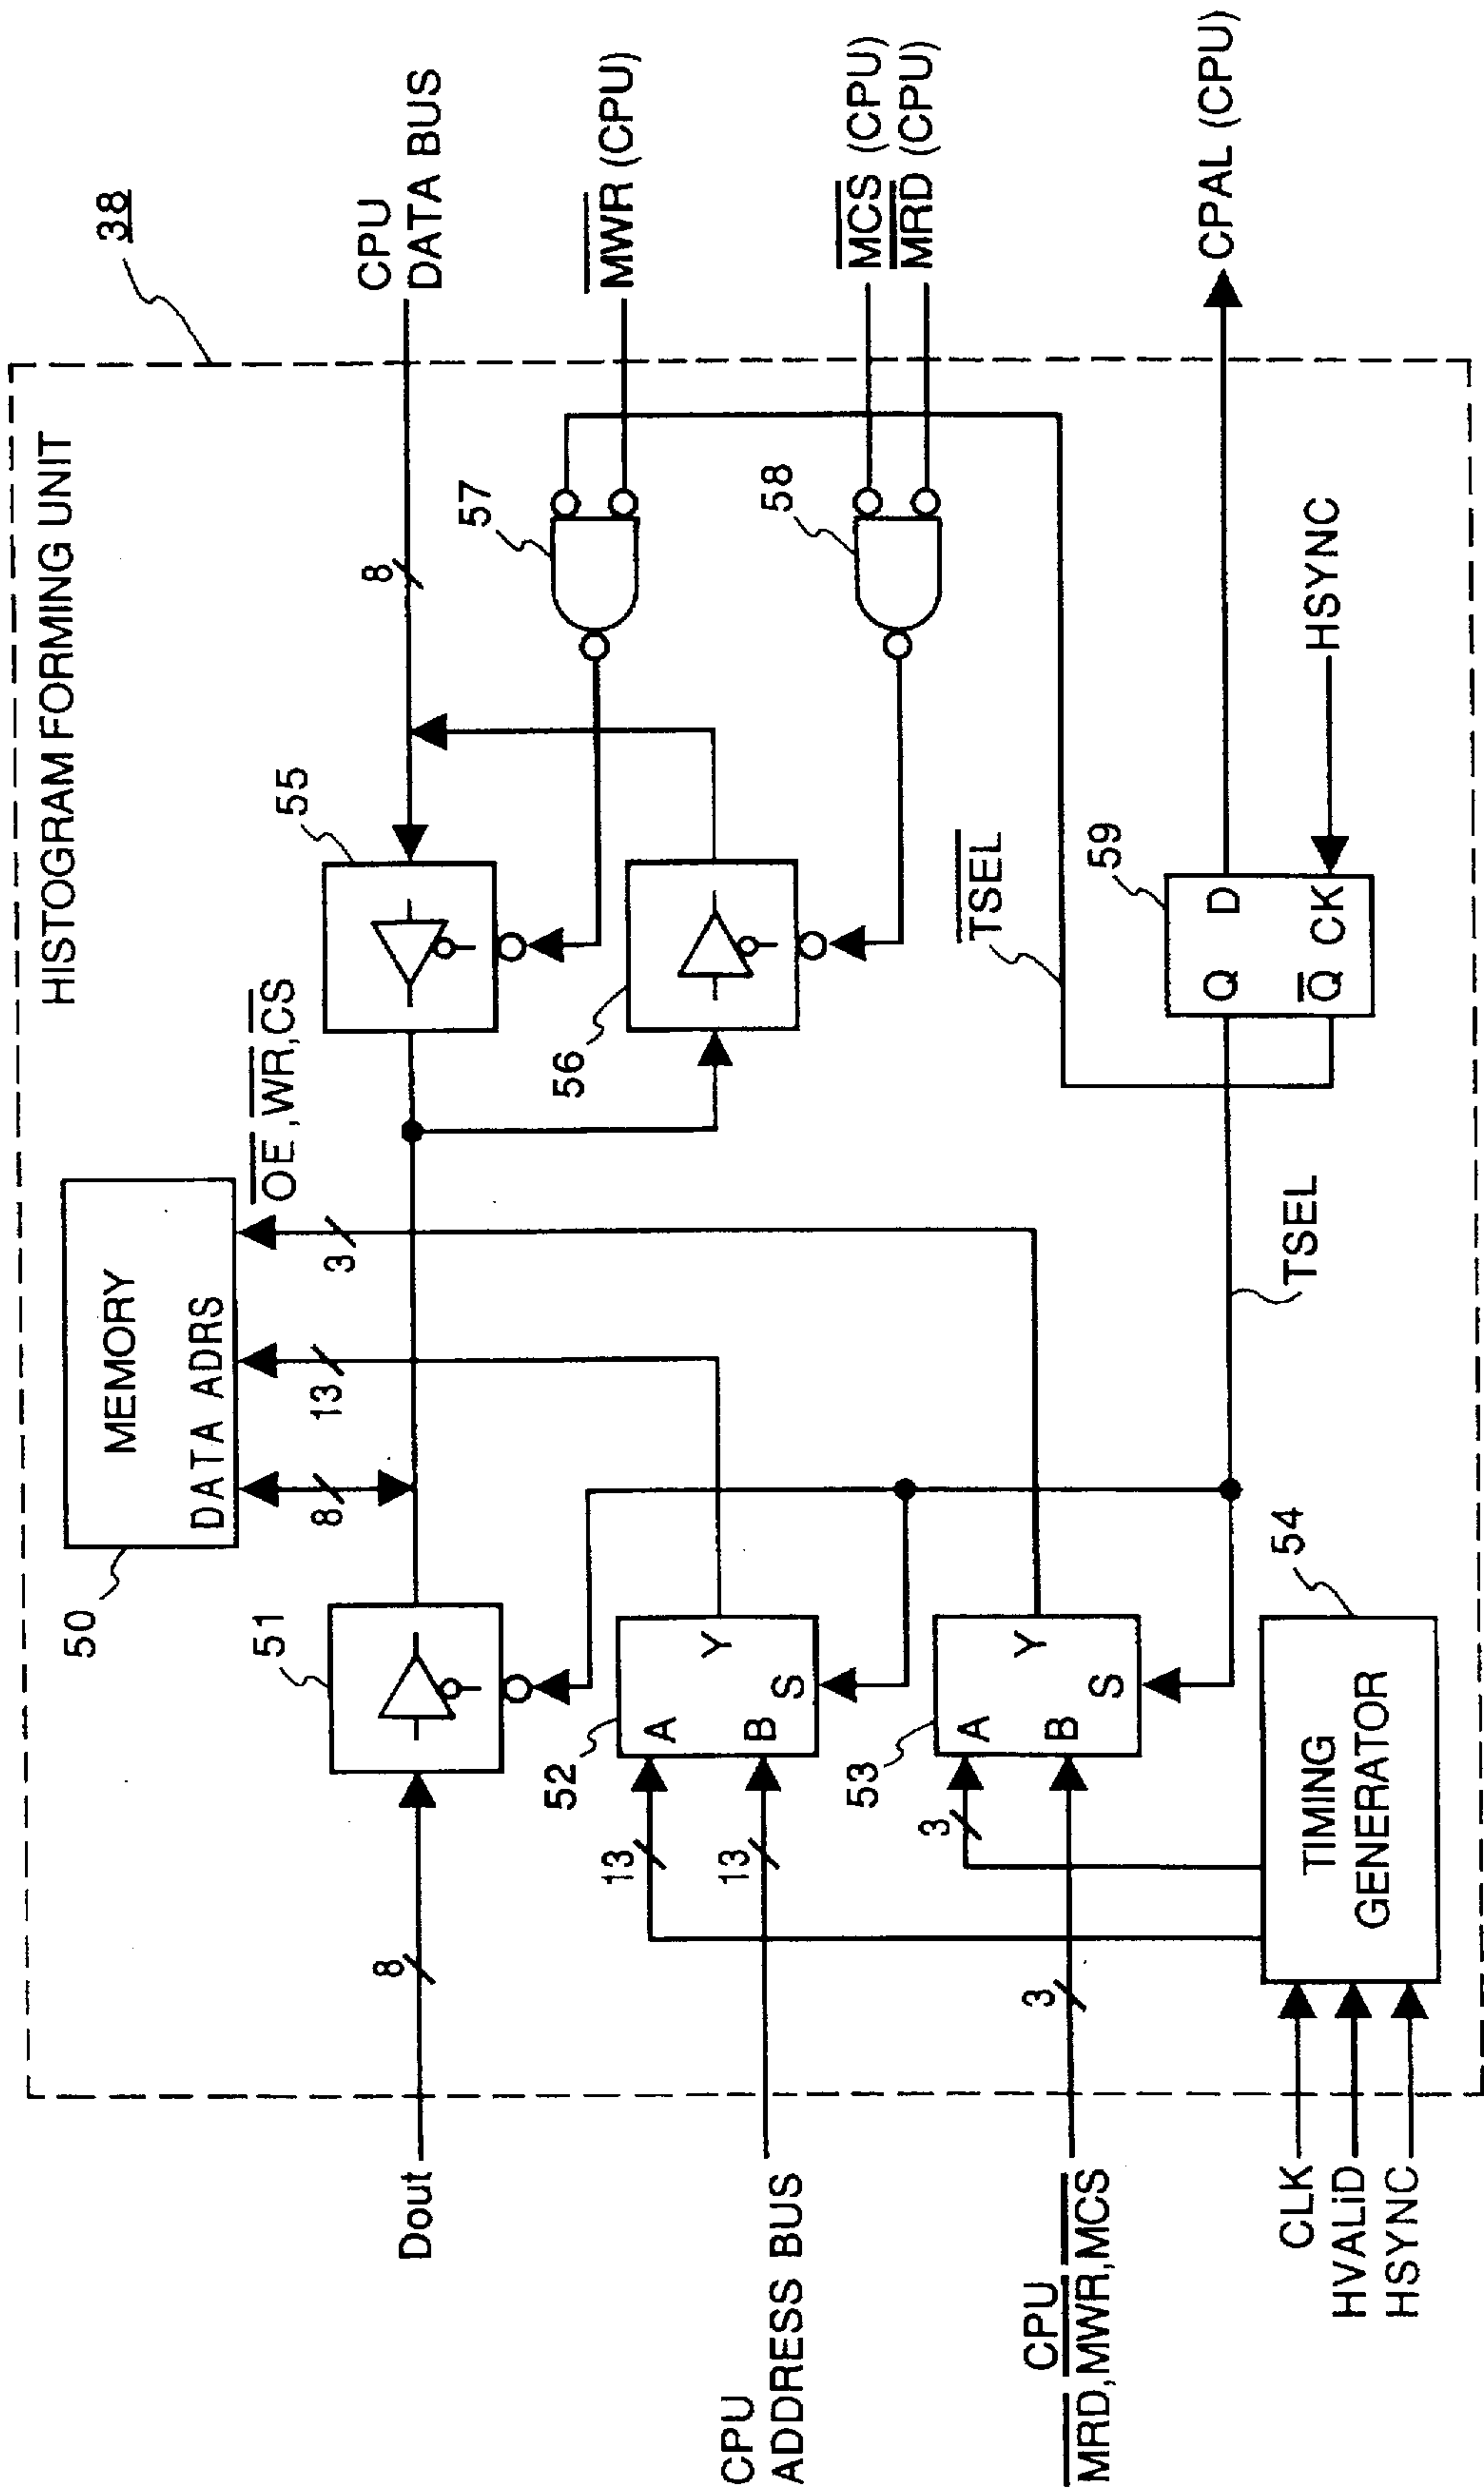 HISTOGRAM FORMING UNIT
38
50
MEMORY
DATA ADRS
OE, WR, CS
8
13
3
CPU
DATA BUS
8
55
Dout
8
51
56
57
MWR (CPU)
CPU
ADDRESS BUS
13
13
52
A
B
Y
S
58
MCS (CPU)
MRD (CPU)
CPU
MRD, MWR, MCS
3
3
53
A
B
Y
S
TSEL
TSEL
59
Q
D
Q
CK
CPAL (CPU)
HSYNC
54
TIMING
GENERATOR
CLK
HVALiD
HSYNC